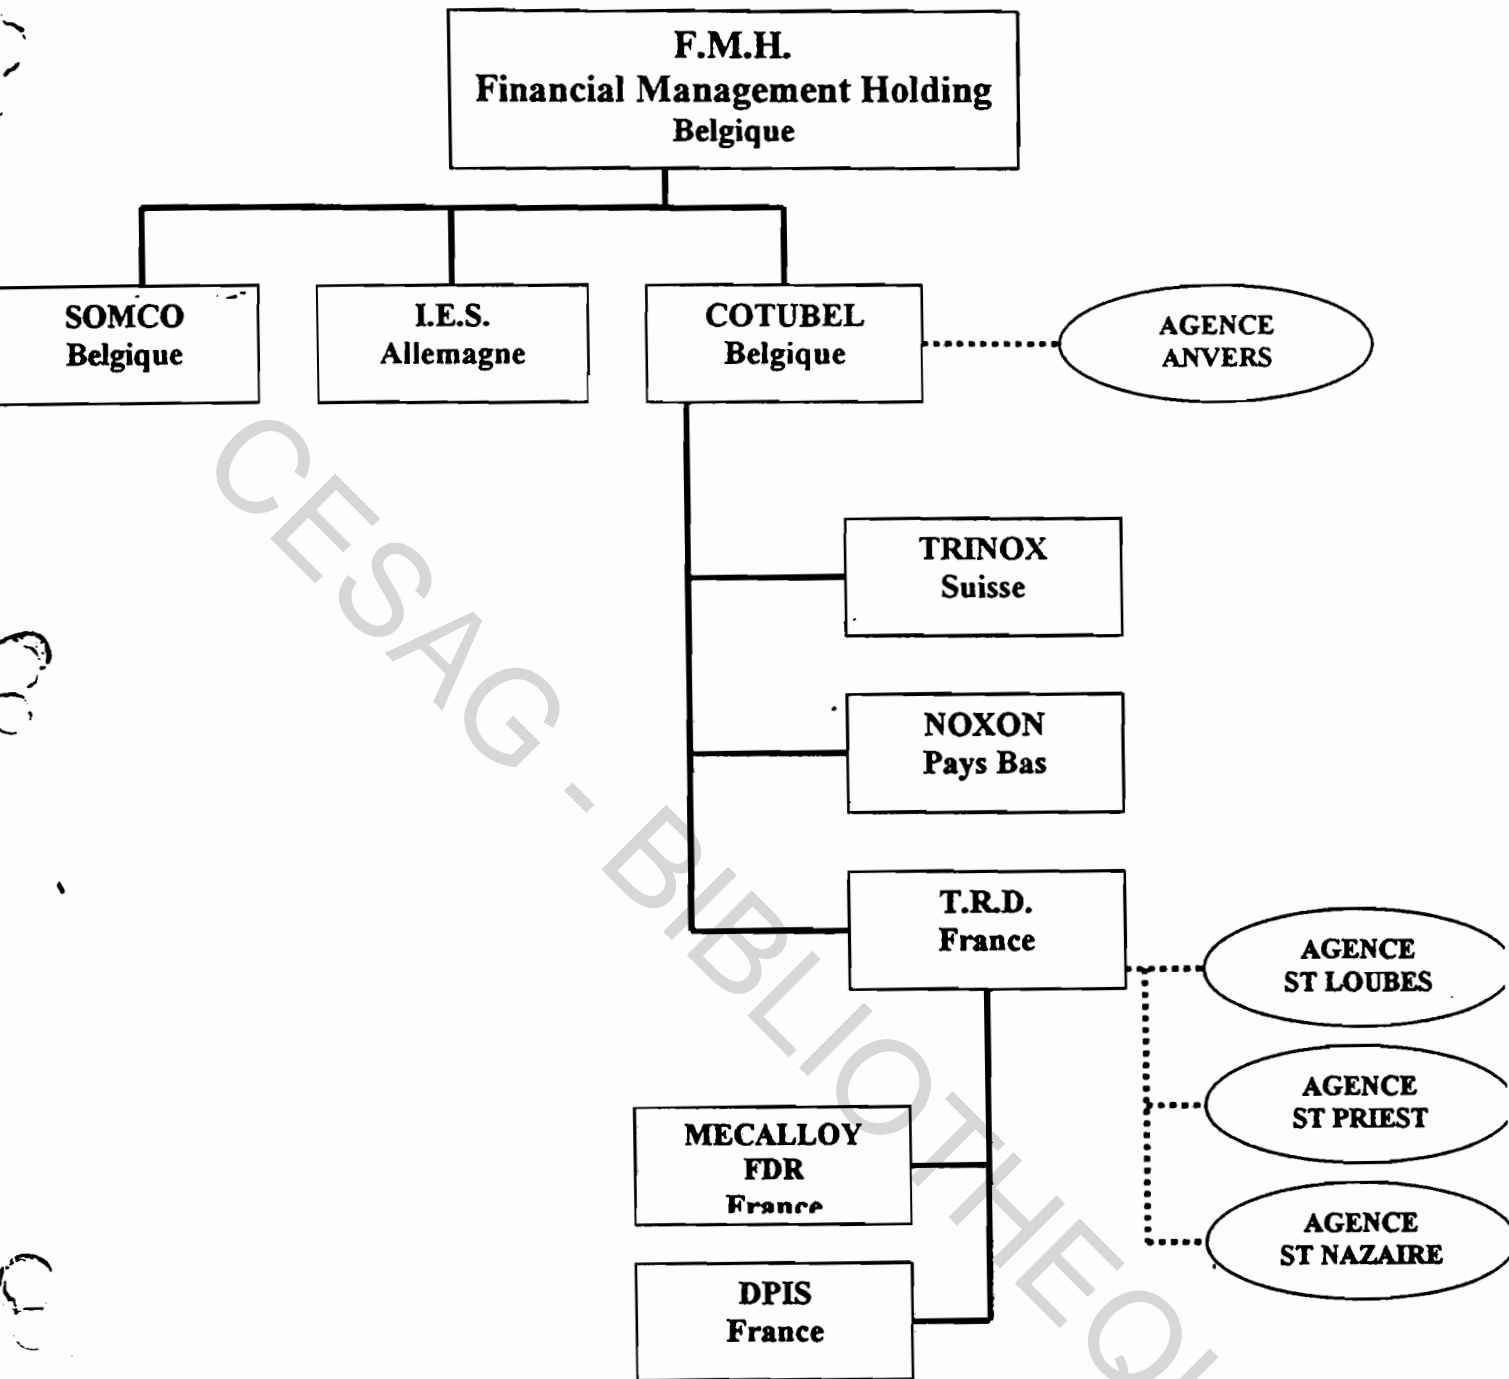 F.M.H.
Financial Management Holding
Belgique
SOMCO
Belgique
I.E.S.
Allemagne
COTUBEL
Belgique
AGENCE
ANVERS
TRINOX
Suisse
NOXON
Pays Bas
T.R.D.
France
AGENCE
ST LOUBES
AGENCE
ST PRIEST
AGENCE
ST NAZAIRE
MECALLOY
FDR
France
DPIS
France
CESAG - BIBLIOTHEQU